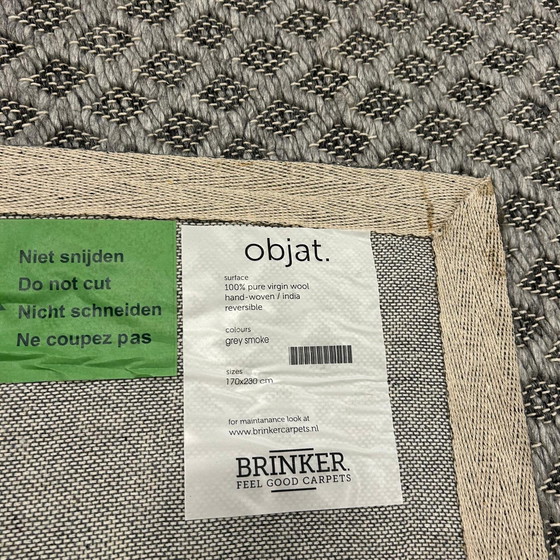 Niet snijden
Do not cut
Nicht schneiden
Ne coupez pas
objat.
surface
100% pure virgin wool
hand-woven / india
reversible
colours
grey smoke
sizes
170x230 cm
for maintanance look at
www.brinkercarpets.nl
BRINKER.
FEEL GOOD CARPETS